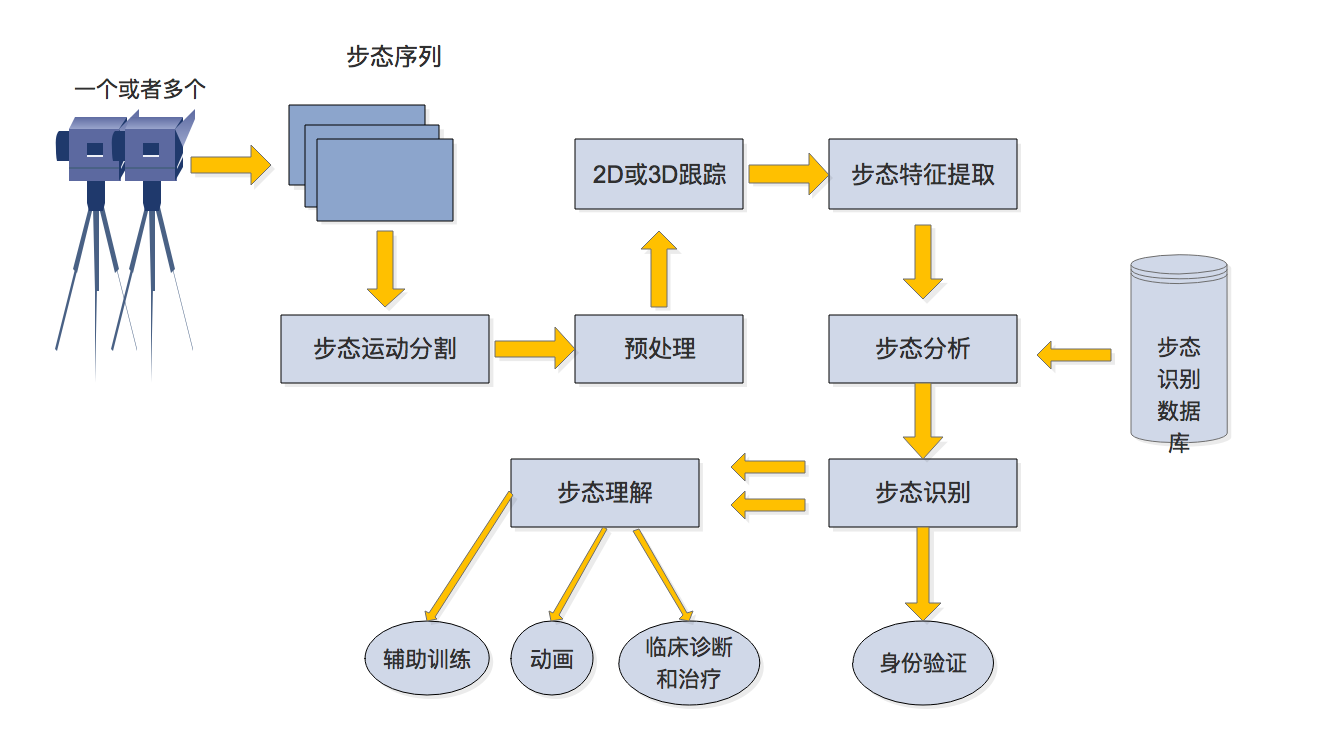 步态序列
一个或者多个
2D或3D跟踪
步态特征提取
步态运动分割
预处理
步态分析
步态
识别
数据
库
步态理解
步态识别
辅助训练
动画
临床诊断
和治疗
身份验证